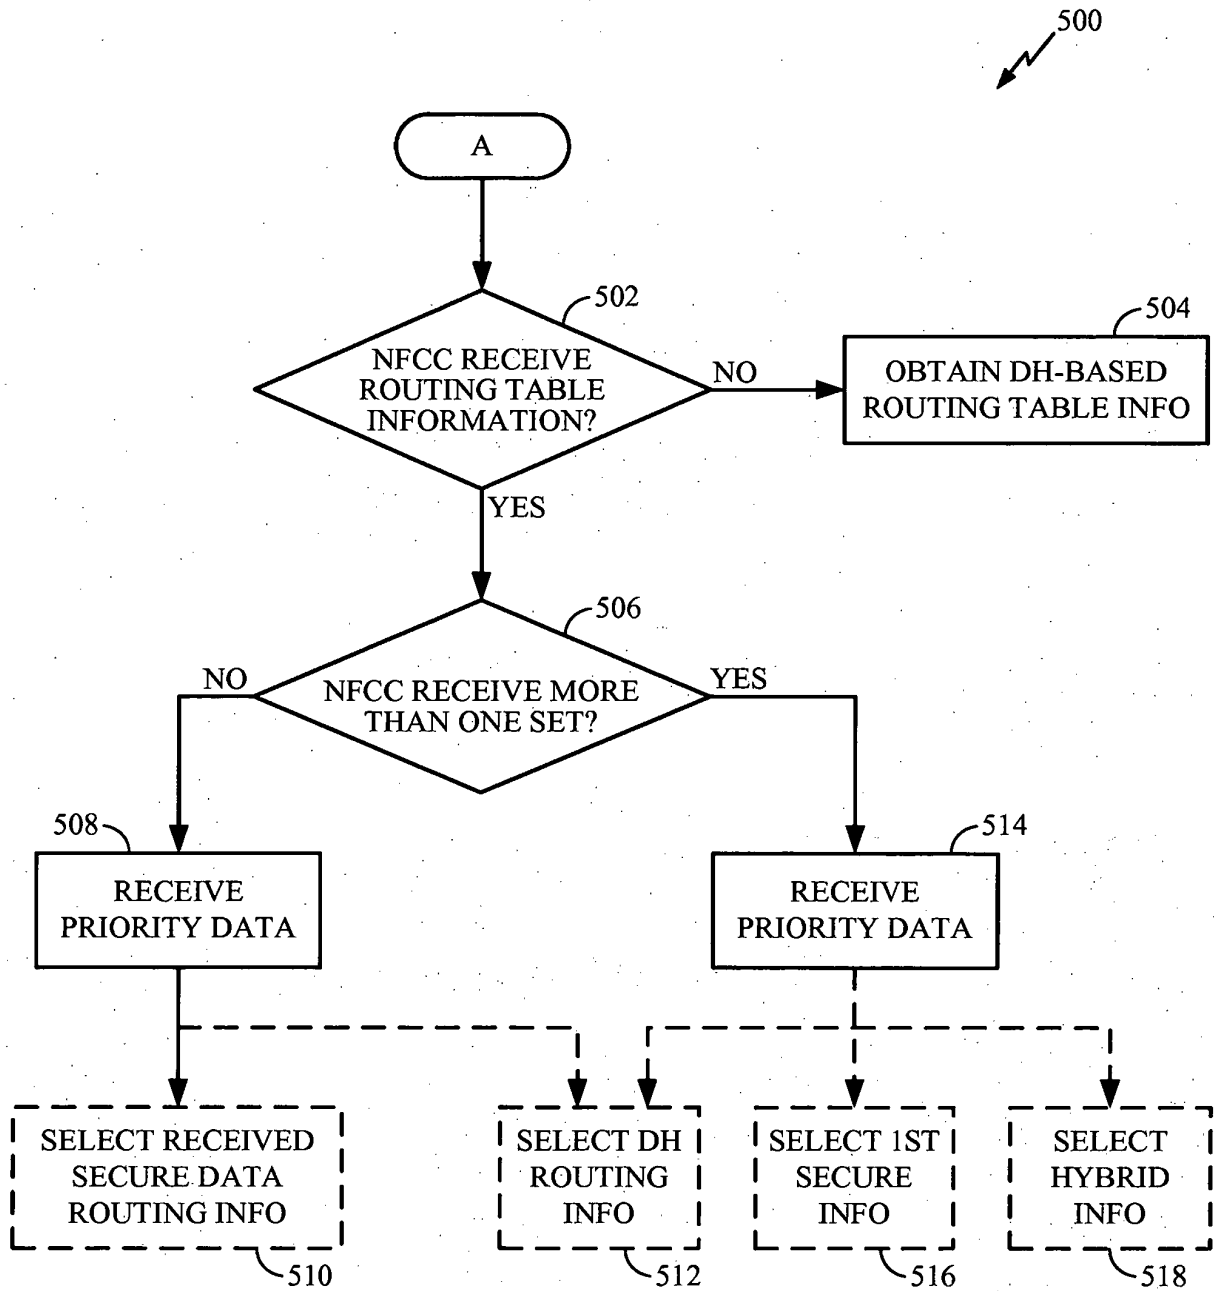 500
A
502
NFCC RECEIVE
ROUTING TABLE
INFORMATION?
NO
504
OBTAIN DH-BASED
ROUTING TABLE INFO
YES
506
NFCC RECEIVE MORE
THAN ONE SET?
NO
YES
508
RECEIVE
PRIORITY DATA
514
RECEIVE
PRIORITY DATA
SELECT RECEIVED
SECURE DATA
ROUTING INFO
510
SELECT DH
ROUTING
INFO
512
SELECT 1ST
SECURE
INFO
516
SELECT
HYBRID
INFO
518